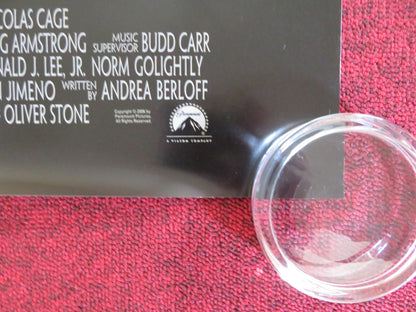 COLAS CAGE
G ARMSTRONG MUSIC SUPERVISOR BUDD CARR
NALD J. LEE, JR. NORM GOLIGHTLY
JIMENO WRITTEN BY ANDREA BERLOFF
OLIVER STONE
Copyright © 2006 by
Paramount Pictures.
All Rights Reserved.
Paramount
A VIACOM COMPANY